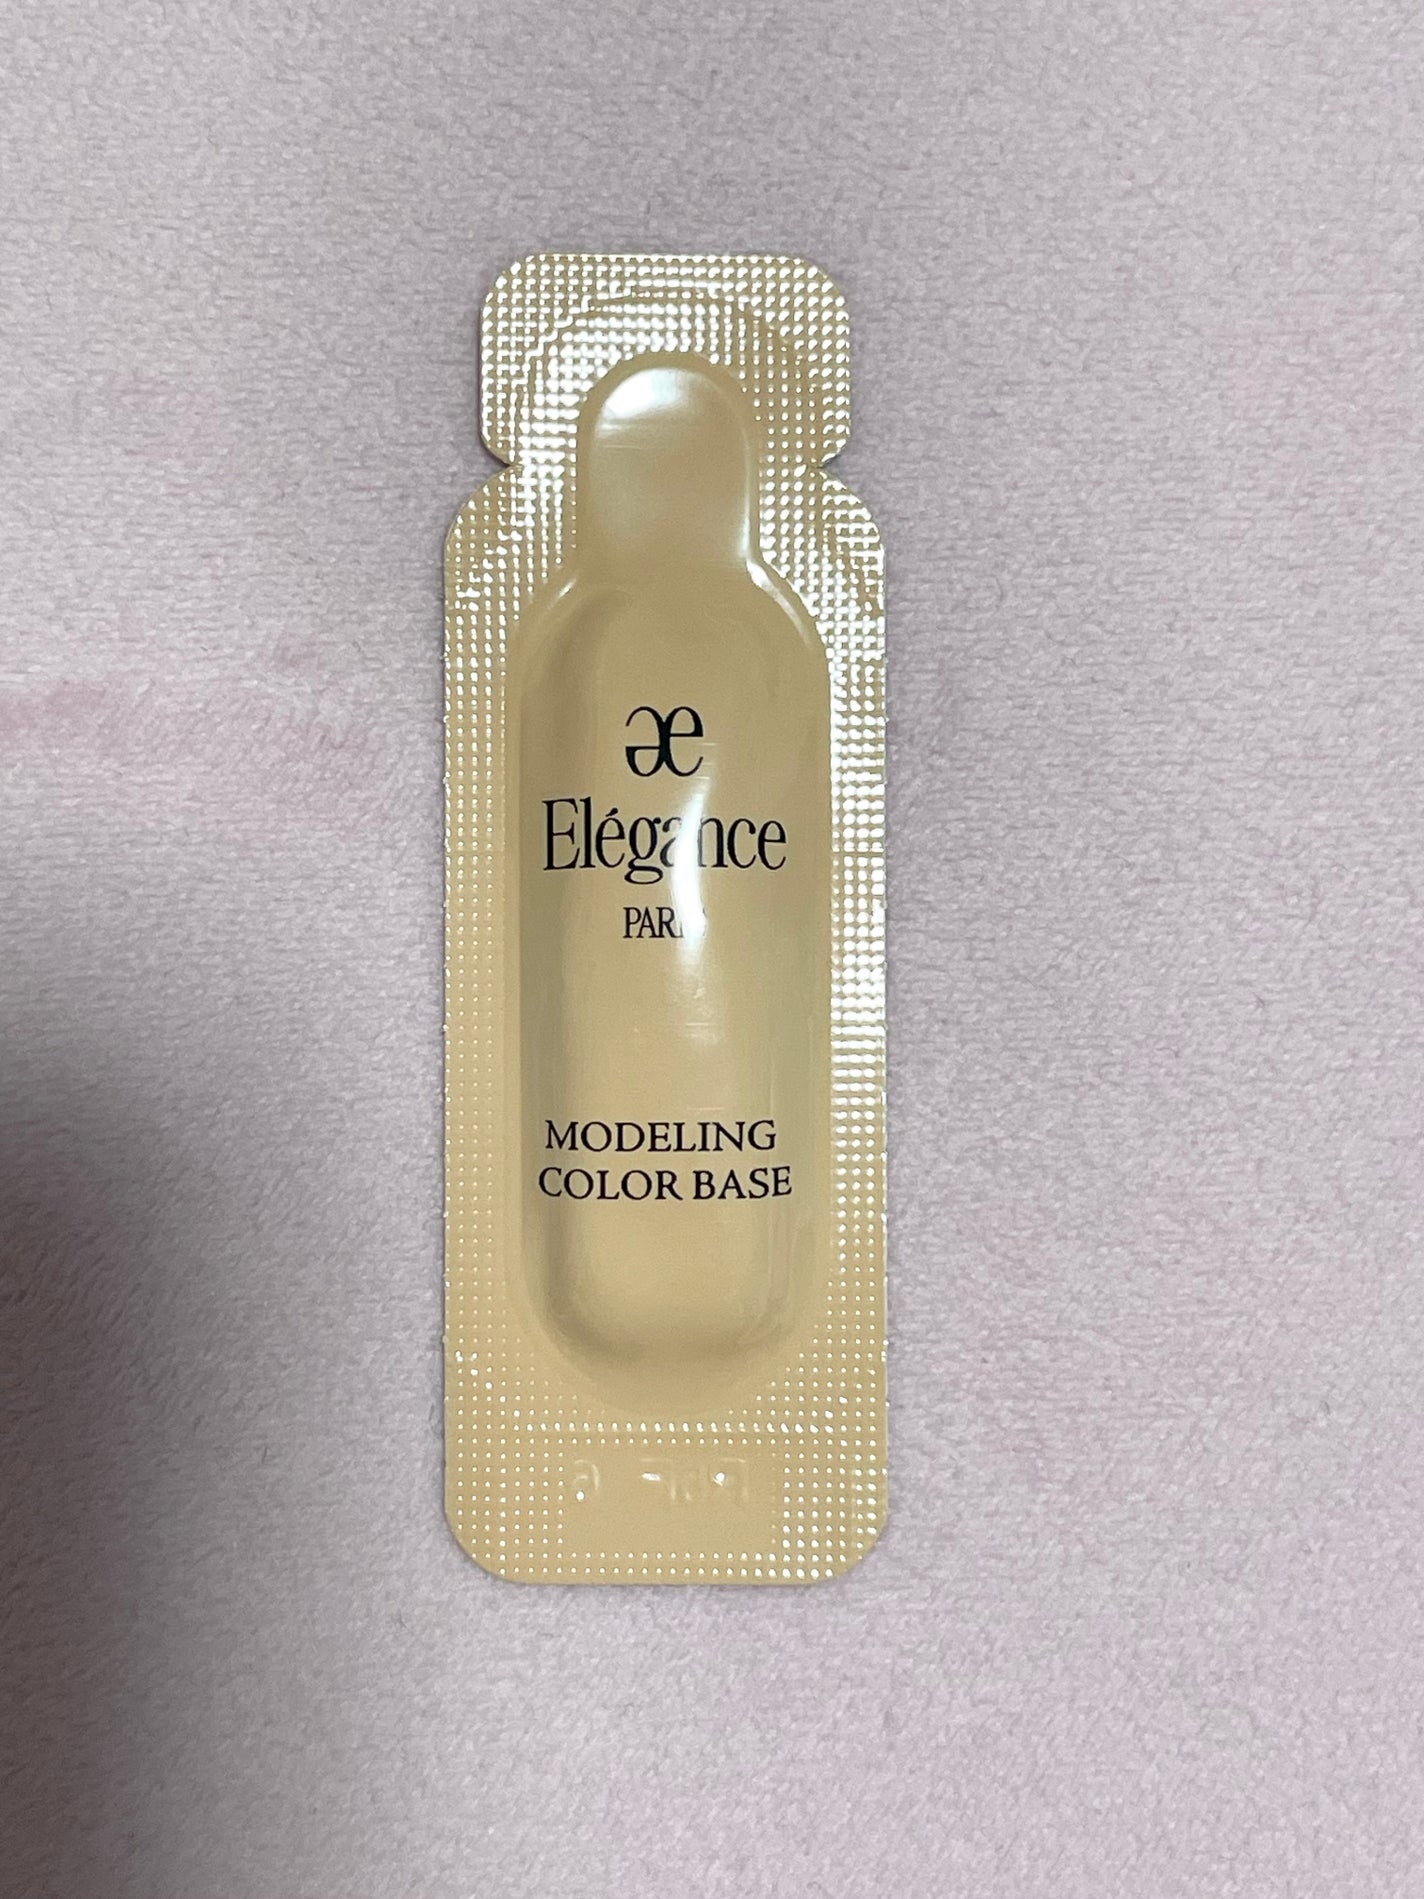 Elégance
PARIS
MODELING
COLOR BASE